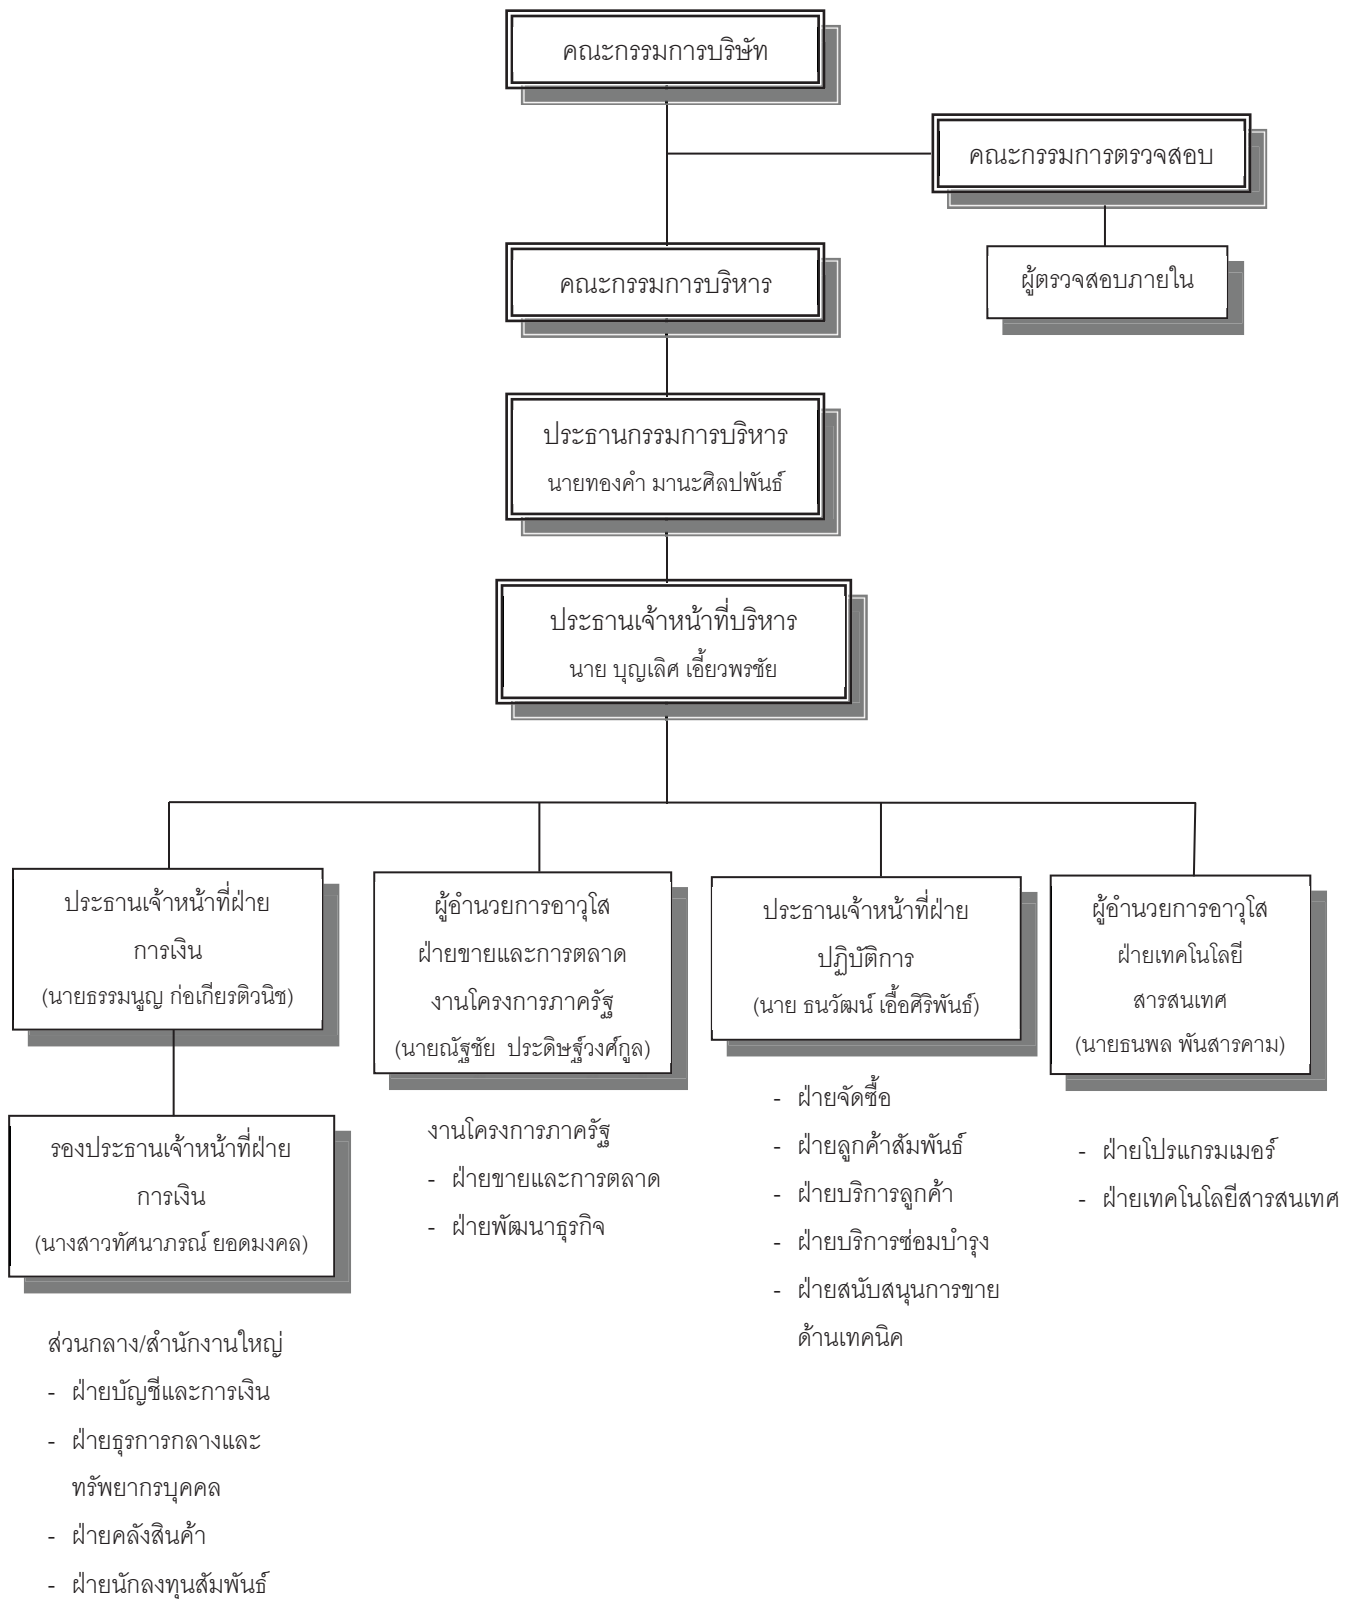 คณะกรรมการบริษัท
คณะกรรมการตรวจสอบ
ผู้ตรวจสอบภายใน
คณะกรรมการบริหาร
ประธานกรรมการบริหาร
นายทองคำ มานะศิลปพันธ์
ประธานเจ้าหน้าที่บริหาร
นาย บุญเลิศ เอี้ยวพรชัย
ประธานเจ้าหน้าที่ฝ่าย
การเงิน
(นายธรรมนูญ ก่อเกียรติวนิช)
รองประธานเจ้าหน้าที่ฝ่าย
การเงิน
(นางสาวทัศนาภรณ์ ยอดมงคล)
ส่วนกลาง/สำนักงานใหญ่
- ฝ่ายบัญชีและการเงิน
- ฝ่ายธุรการกลางและ
ทรัพยากรบุคคล
- ฝ่ายคลังสินค้า
- ฝ่ายนักลงทุนสัมพันธ์
ผู้อำนวยการอาวุโส
ฝ่ายขายและการตลาด
งานโครงการภาครัฐ
(นายณัฐชัย ประดิษฐ์วงศ์กูล)
งานโครงการภาครัฐ
- ฝ่ายขายและการตลาด
- ฝ่ายพัฒนาธุรกิจ
ประธานเจ้าหน้าที่ฝ่าย
ปฏิบัติการ
(นาย ธนวัฒน์ เอื้อศิริพันธ์)
- ฝ่ายจัดซื้อ
- ฝ่ายลูกค้าสัมพันธ์
- ฝ่ายบริการลูกค้า
- ฝ่ายบริการซ่อมบำรุง
- ฝ่ายสนับสนุนการขาย
ด้านเทคนิค
ผู้อำนวยการอาวุโส
ฝ่ายเทคโนโลยี
สารสนเทศ
(นายธนพล พันสารคาม)
- ฝ่ายโปรแกรมเมอร์
- ฝ่ายเทคโนโลยีสารสนเทศ